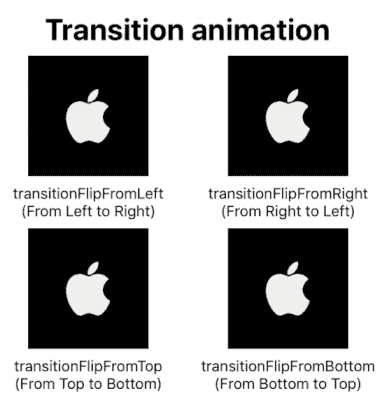 Transition animation
transitionFlipFromLeft
(From Left to Right)
transitionFlipFromRight
(From Right to Left)
transitionFlipFromTop
(From Top to Bottom)
transitionFlipFromBottom
(From Bottom to Top)